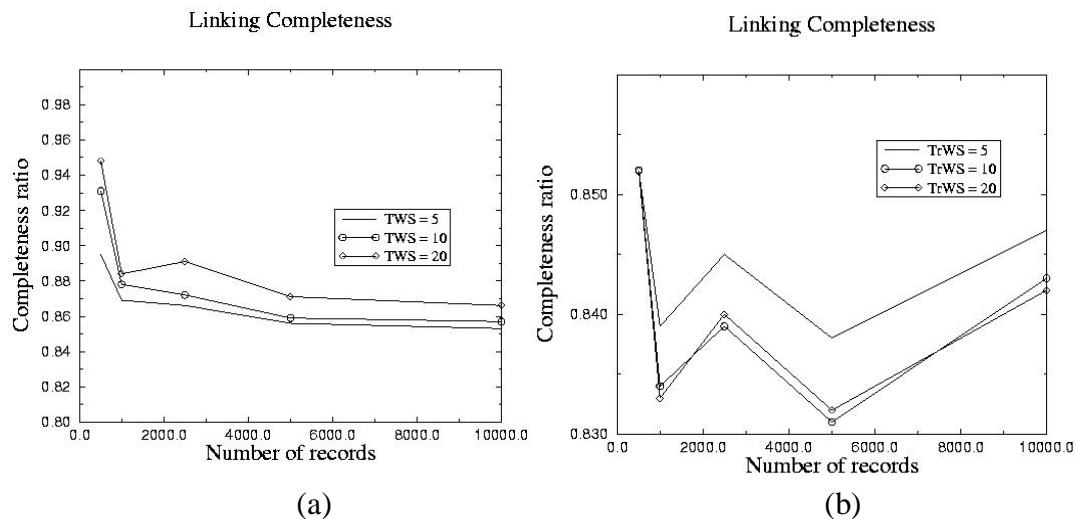 Linking Completeness
0.98
0.96
0.94
0.92
0.90
0.88
0.86
0.84
0.82
0.80
Completeness ratio
TWS = 5
TWS = 10
TWS = 20
0.0 2000.0 4000.0 6000.0 8000.0 10000.0
Number of records
(a)
Linking Completeness
0.850
0.840
0.830
Completeness ratio
TrWS = 5
TrWS = 10
TrWS = 20
0.0 2000.0 4000.0 6000.0 8000.0 10000.0
Number of records
(b)